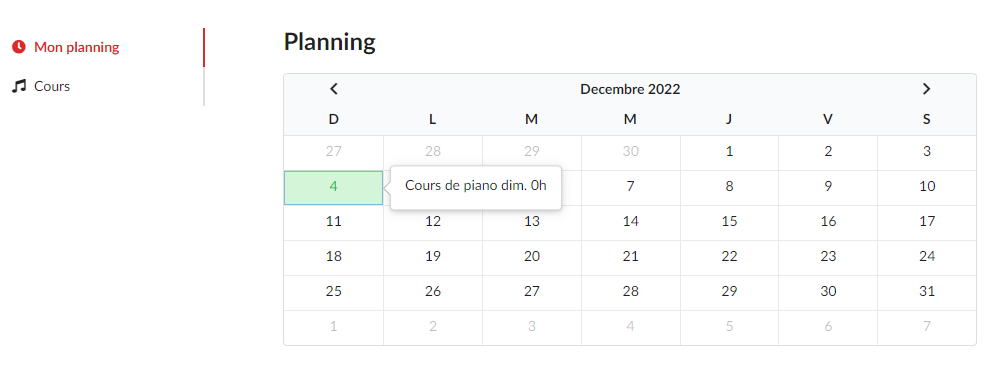 Mon planning
Cours
Planning
Decembre 2022
D L M M J V S
27 28 29 30 1 2 3
4 Cours de piano dim. 0h 7 8 9 10
11 12 13 14 15 16 17
18 19 20 21 22 23 24
25 26 27 28 29 30 31
1 2 3 4 5 6 7